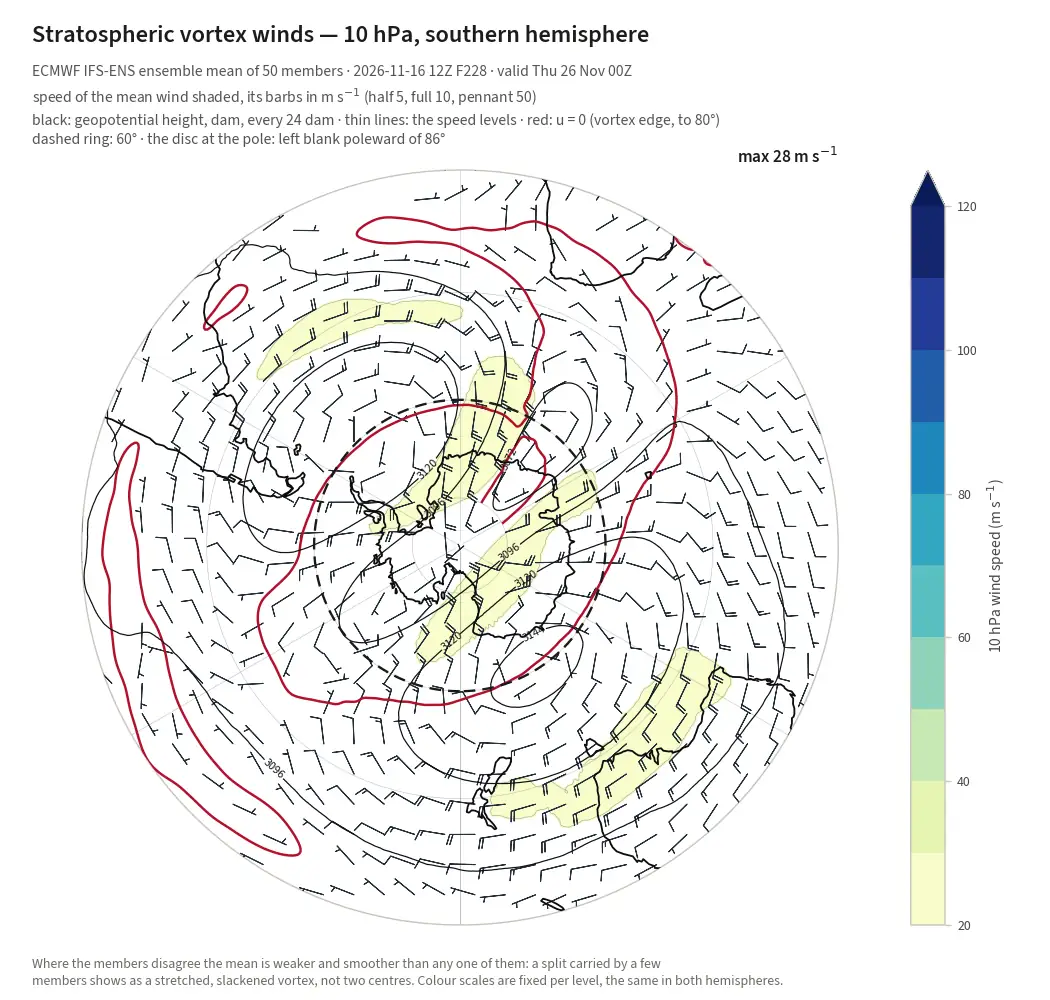 Stratospheric vortex winds — 10 hPa, southern hemisphere
ECMWF IFS-ENS ensemble mean of 50 members · 2026-11-16 12Z F228 · valid Thu 26 Nov 00Z
speed of the mean wind shaded, its barbs in m s⁻¹ (half 5, full 10, pennant 50)
black: geopotential height, dam, every 24 dam · thin lines: the speed levels · red: u = 0 (vortex edge, to 80°)
dashed ring: 60° · the disc at the pole: left blank poleward of 86°
max 28 m s⁻¹
120
100
80
60
40
20
10 hPa wind speed (m s⁻¹)
3120
3096
3120
3120
3096
Where the members disagree the mean is weaker and smoother than any one of them: a split carried by a few
members shows as a stretched, slackened vortex, not two centres. Colour scales are fixed per level, the same in both hemispheres.